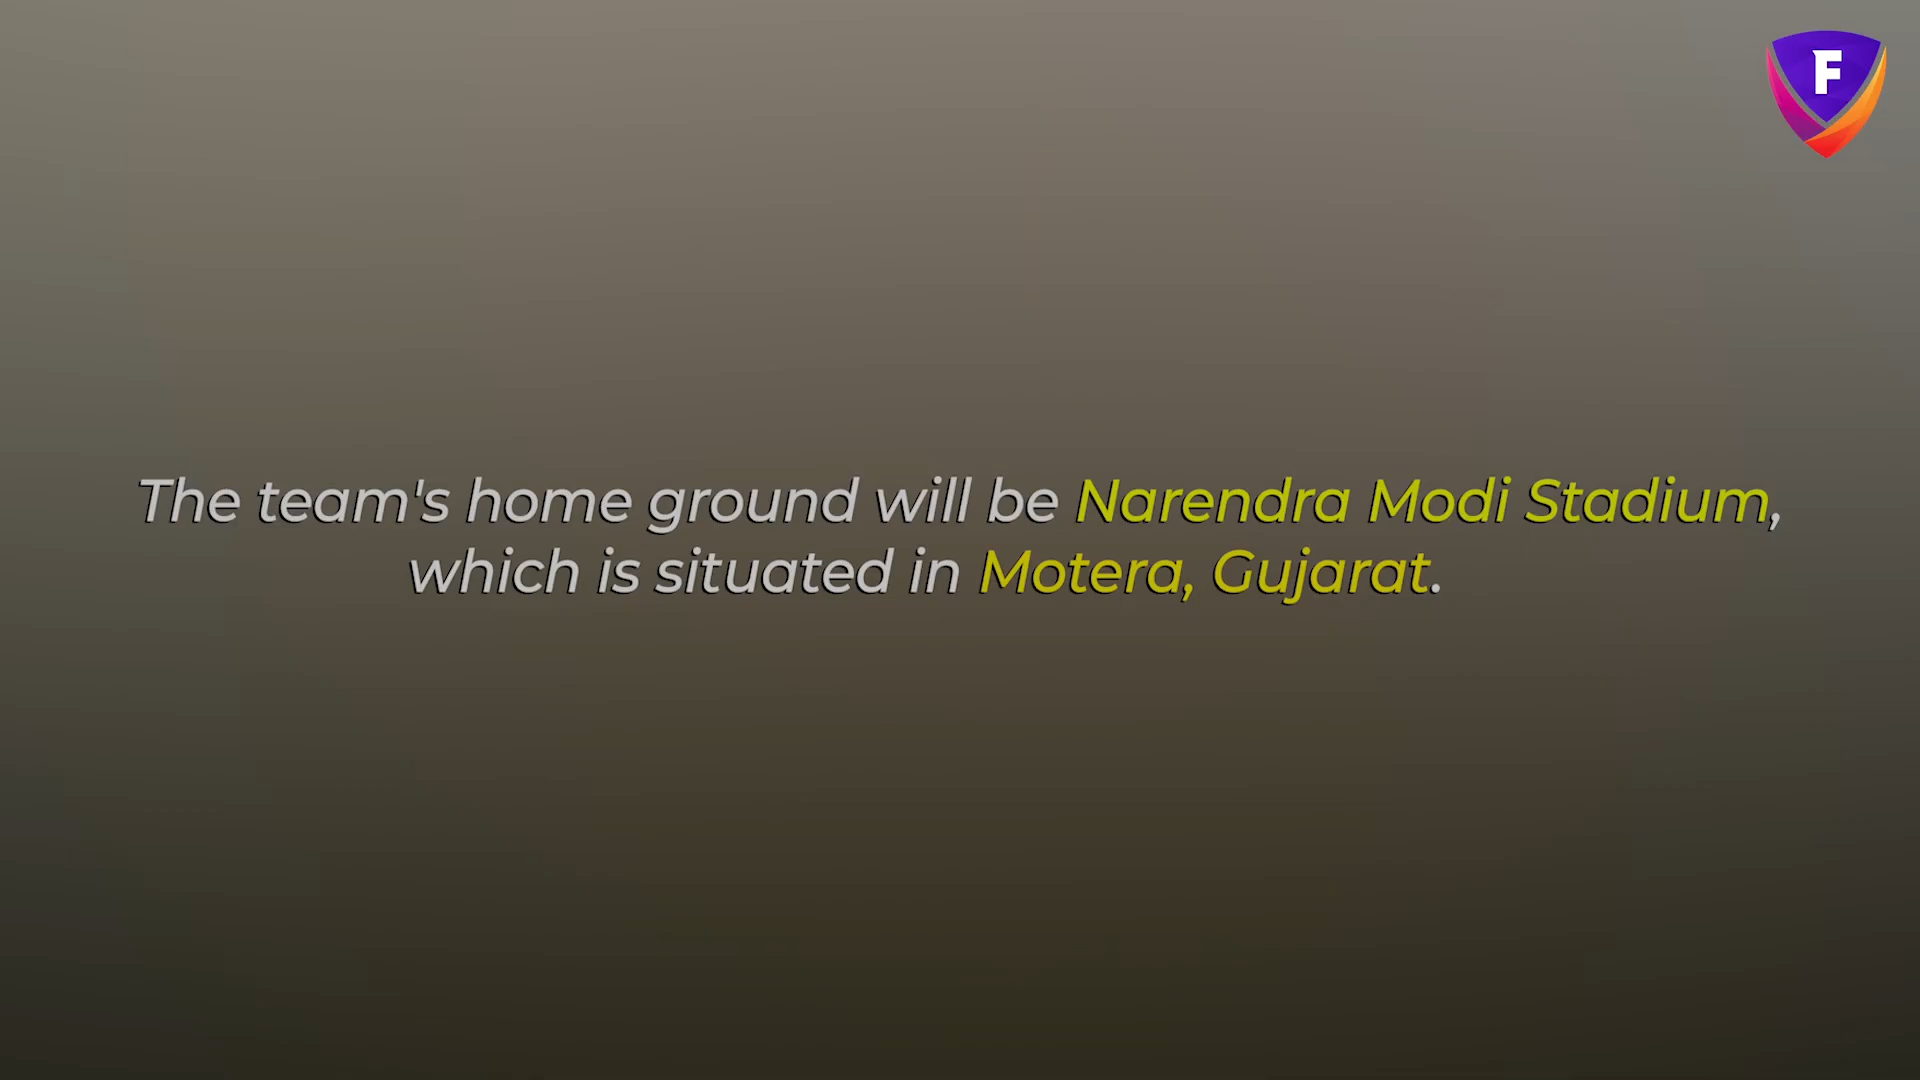 F
The team's home ground will be Narendra Modi Stadium,
which is situated in Motera, Gujarat.